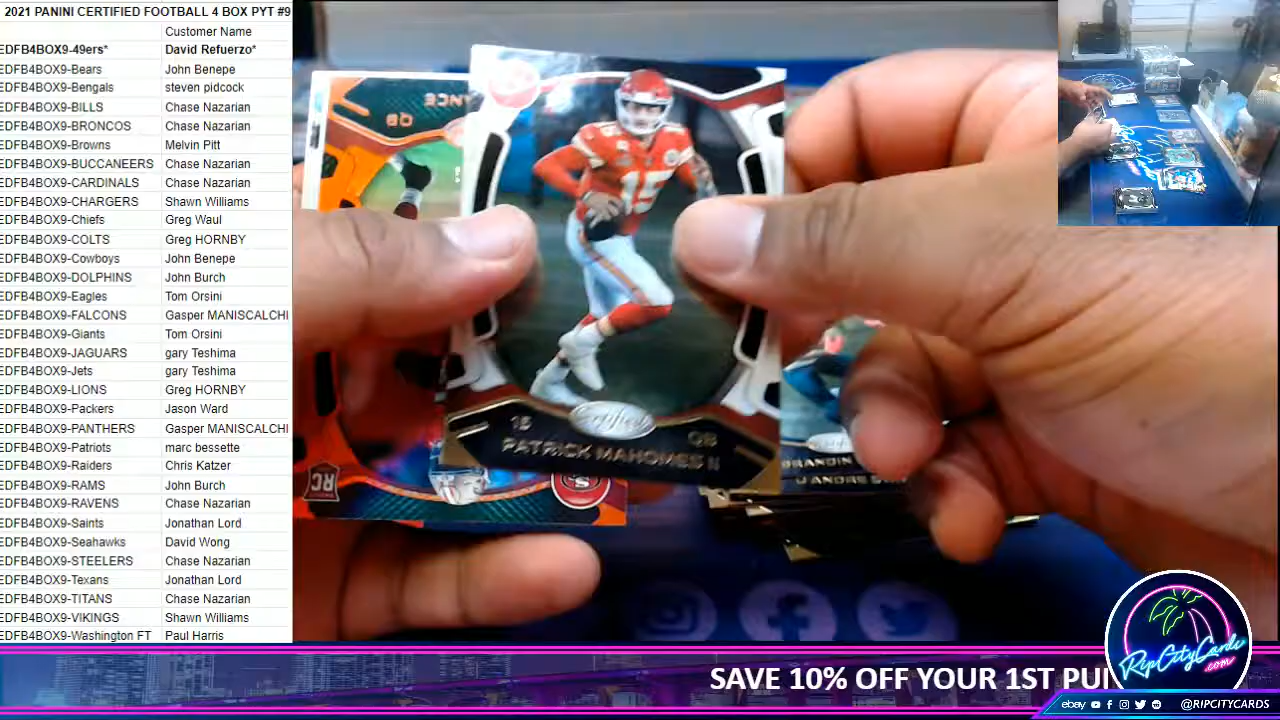 2021 PANINI CERTIFIED FOOTBALL 4 BOX PYT #9
Customer Name
EDFB4BOX9-49ers* David Refuerzo*
EDFB4BOX9-Bears John Benepe
EDFB4BOX9-Bengals steven pidcock
EDFB4BOX9-BILLS Chase Nazarian
EDFB4BOX9-BRONCOS Chase Nazarian
EDFB4BOX9-Browns Melvin Pitt
EDFB4BOX9-BUCCANEERS Chase Nazarian
EDFB4BOX9-CARDINALS Chase Nazarian
EDFB4BOX9-CHARGERS Shawn Williams
EDFB4BOX9-Chiefs Greg Waul
EDFB4BOX9-COLTS Greg HORNBY
EDFB4BOX9-Cowboys John Benepe
EDFB4BOX9-DOLPHINS John Burch
EDFB4BOX9-Eagles Tom Orsini
EDFB4BOX9-FALCONS Gasper MANISCALCHI
EDFB4BOX9-Giants Tom Orsini
EDFB4BOX9-JAGUARS gary Teshima
EDFB4BOX9-Jets gary Teshima
EDFB4BOX9-LIONS Greg HORNBY
EDFB4BOX9-Packers Jason Ward
EDFB4BOX9-PANTHERS Gasper MANISCALCHI
EDFB4BOX9-Patriots marc bessette
EDFB4BOX9-Raiders Chris Katzer
EDFB4BOX9-RAMS John Burch
EDFB4BOX9-RAVENS Chase Nazarian
EDFB4BOX9-Saints Jonathan Lord
EDFB4BOX9-Seahawks David Wong
EDFB4BOX9-STEELERS Chase Nazarian
EDFB4BOX9-Texans Jonathan Lord
EDFB4BOX9-TITANS Chase Nazarian
EDFB4BOX9-VIKINGS Shawn Williams
EDFB4BOX9-Washington FT Paul Harris
ANCE
QB
15
Certified
15 QB
PATRICK MAHOMES II
RC
BRANDIN
SAVE 10% OFF YOUR 1ST PU
RipCityCards
.com
ebay @RIPCITYCARDS